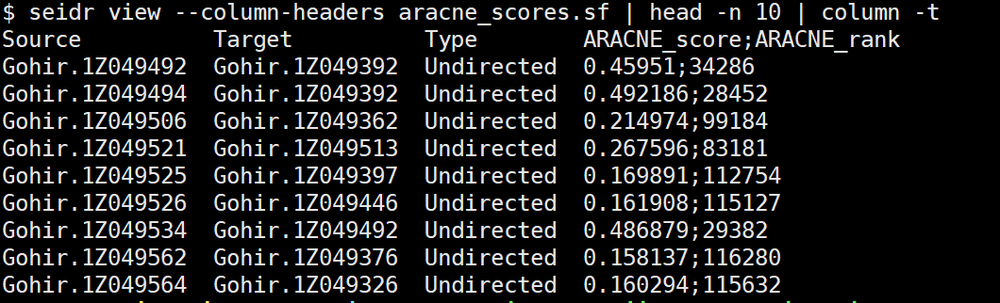 $ seidr view --column-headers aracne_scores.sf | head -n 10 | column -t
Source Target Type ARACNE_score;ARACNE_rank
Gohir.1Z049492 Gohir.1Z049392 Undirected 0.45951;34286
Gohir.1Z049494 Gohir.1Z049392 Undirected 0.492186;28452
Gohir.1Z049506 Gohir.1Z049362 Undirected 0.214974;99184
Gohir.1Z049521 Gohir.1Z049513 Undirected 0.267596;83181
Gohir.1Z049525 Gohir.1Z049397 Undirected 0.169891;112754
Gohir.1Z049526 Gohir.1Z049446 Undirected 0.161908;115127
Gohir.1Z049534 Gohir.1Z049492 Undirected 0.486879;29382
Gohir.1Z049562 Gohir.1Z049376 Undirected 0.158137;116280
Gohir.1Z049564 Gohir.1Z049326 Undirected 0.160294;115632